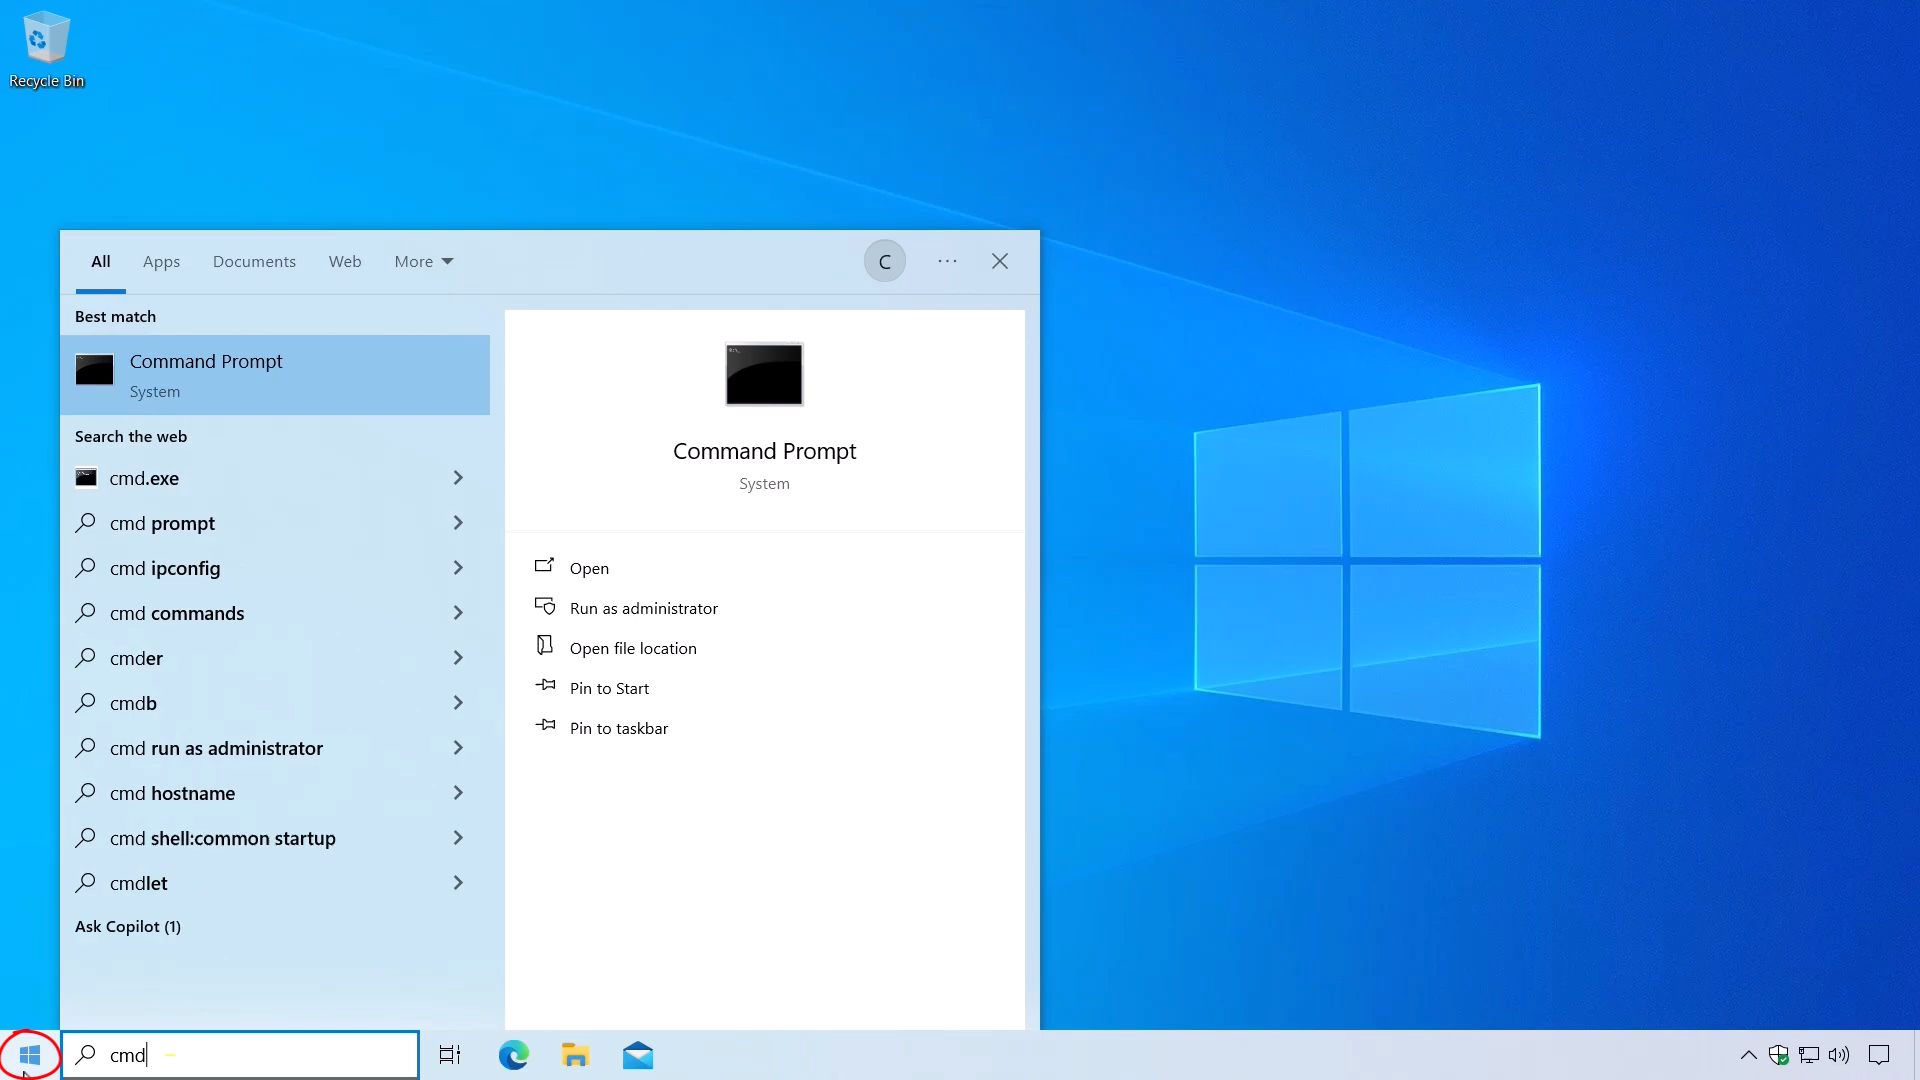 Recycle Bin
All Apps Documents Web More C
Best match
Command Prompt
System
Search the web
cmd.exe
cmd prompt
cmd ipconfig
cmd commands
cmder
cmdb
cmd run as administrator
cmd hostname
cmd shell:common startup
cmdlet
Ask Copilot (1)
Command Prompt
System
Open
Run as administrator
Open file location
Pin to Start
Pin to taskbar
cmd